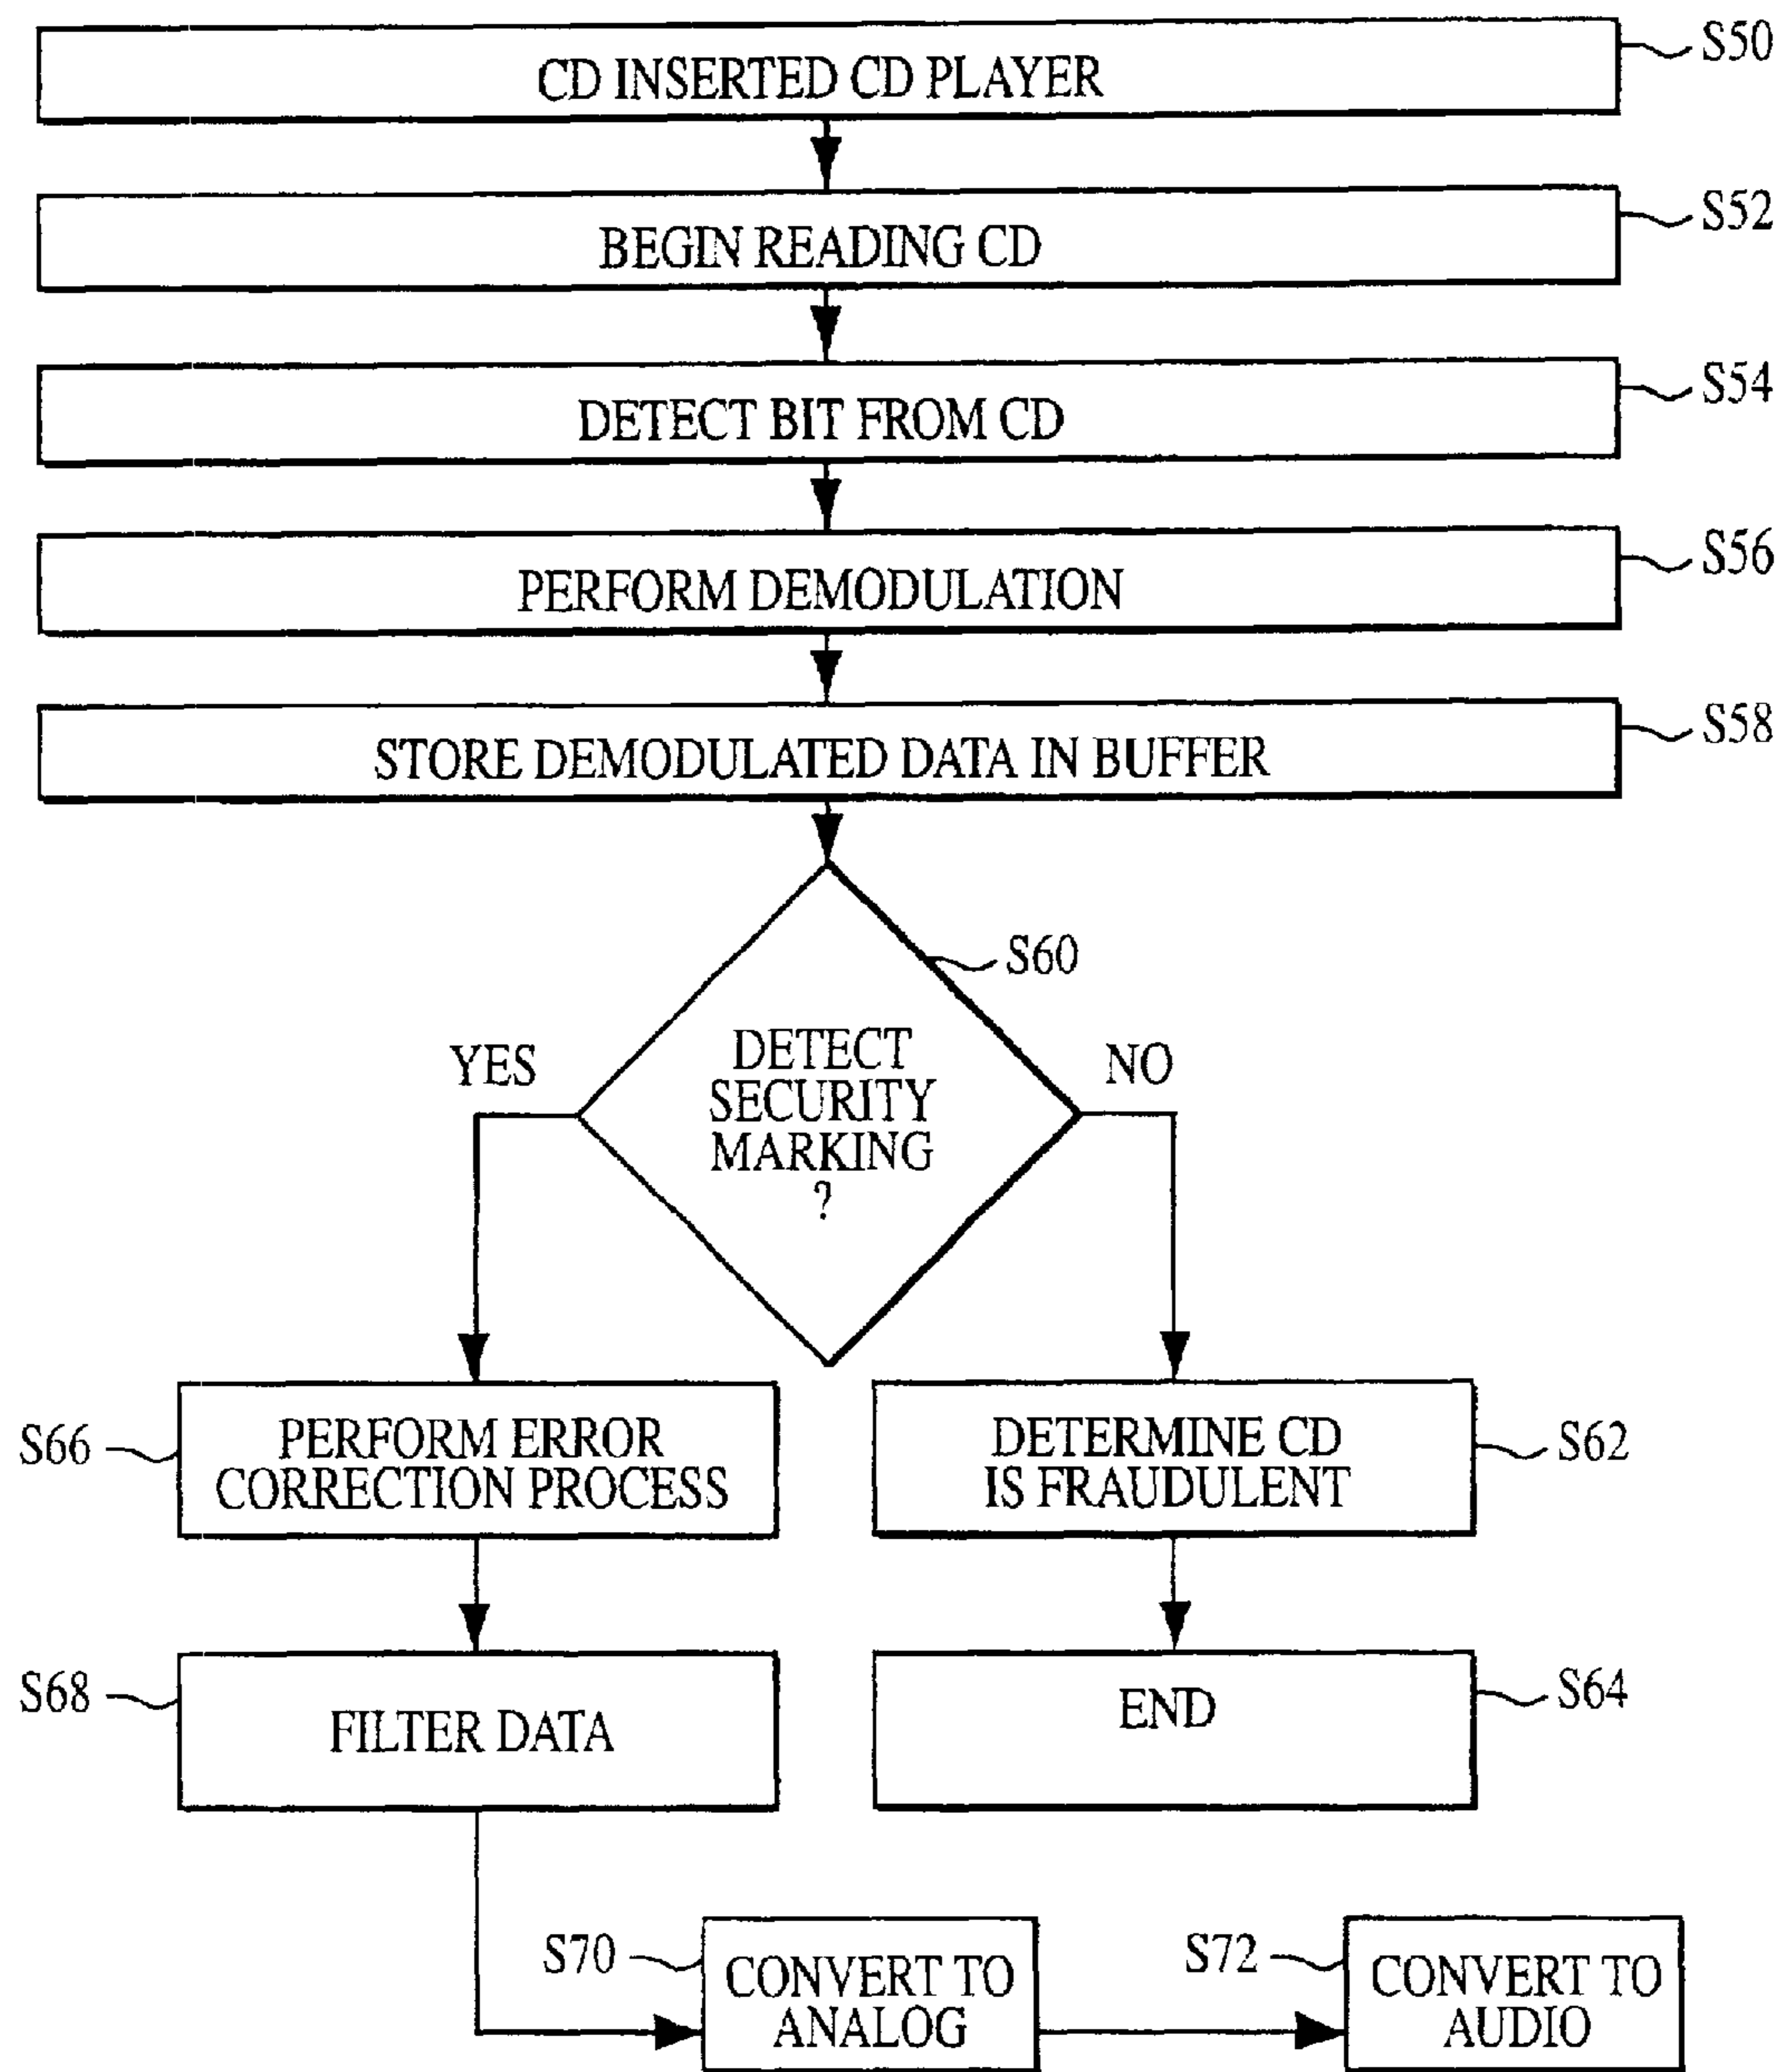 CD INSERTED CD PLAYER
S50
BEGIN READING CD
S52
DETECT BIT FROM CD
S54
PERFORM DEMODULATION
S56
STORE DEMODULATED DATA IN BUFFER
S58
S60
YES
DETECT
SECURITY
MARKING
?
NO
S66
PERFORM ERROR
CORRECTION PROCESS
DETERMINE CD
IS FRAUDULENT
S62
S68
FILTER DATA
END
S64
S70
CONVERT TO
ANALOG
S72
CONVERT TO
AUDIO